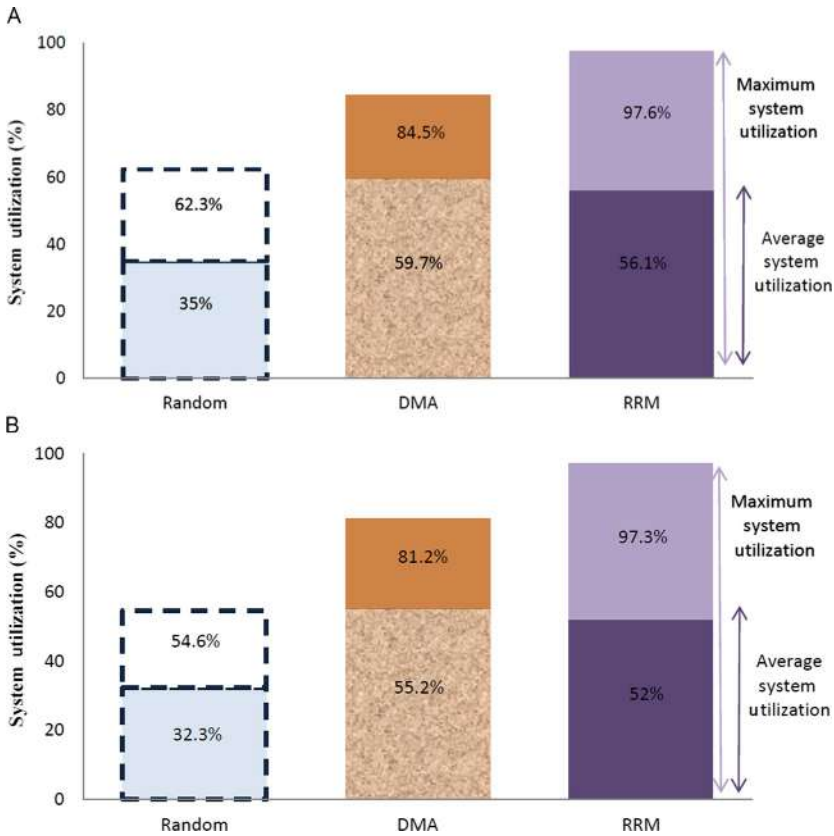 A
System utilization (%)
100
80
60
40
20
0
62.3%
35%
84.5%
59.7%
97.6%
56.1%
Maximum
system
utilization
Average
system
utilization
Random
DMA
RRM
B
System utilization (%)
100
80
60
40
20
0
54.6%
32.3%
81.2%
55.2%
97.3%
52%
Maximum
system
utilization
Average
system
utilization
Random
DMA
RRM